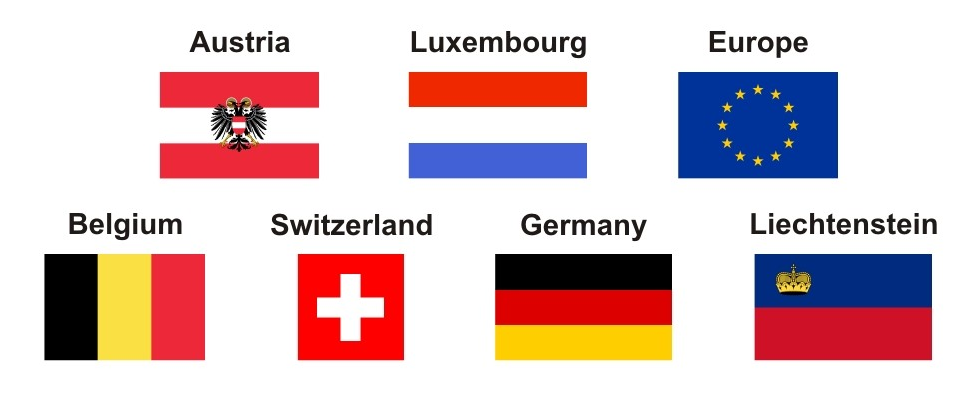 Austria
Luxembourg
Europe
Belgium
Switzerland
Germany
Liechtenstein